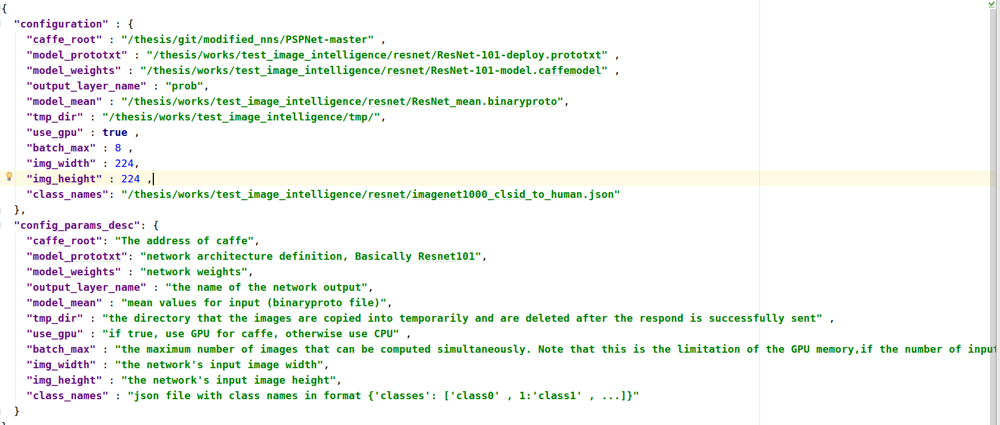 {
  "configuration" : {
    "caffe_root" : "/thesis/git/modified_nns/PSPNet-master" ,
    "model_prototxt" : "/thesis/works/test_image_intelligence/resnet/ResNet-101-deploy.prototxt" ,
    "model_weights" : "/thesis/works/test_image_intelligence/resnet/ResNet-101-model.caffemodel" ,
    "output_layer_name" : "prob",
    "model_mean" : "/thesis/works/test_image_intelligence/resnet/ResNet_mean.binaryproto",
    "tmp_dir" : "/thesis/works/test_image_intelligence/tmp/",
    "use_gpu" : true ,
    "batch_max" : 8 ,
    "img_width" : 224,
    "img_height" : 224 ,
    "class_names": "/thesis/works/test_image_intelligence/resnet/imagenet1000_clsid_to_human.json"
  },
  "config_params_desc": {
    "caffe_root": "The address of caffe",
    "model_prototxt": "network architecture definition, Basically Resnet101",
    "model_weights" : "network weights",
    "output_layer_name" : "the name of the network output",
    "model_mean" : "mean values for input (binaryproto file)",
    "tmp_dir" : "the directory that the images are copied into temporarily and are deleted after the respond is successfully sent" ,
    "use_gpu" : "if true, use GPU for caffe, otherwise use CPU" ,
    "batch_max" : "the maximum number of images that can be computed simultaneously. Note that this is the limitation of the GPU memory,if the number of input
    "img_width" : "the network's input image width",
    "img_height" : "the network's input image height",
    "class_names" : "json file with class names in format {'classes': ['class0' , 1:'class1' , ...]}"
  }
}